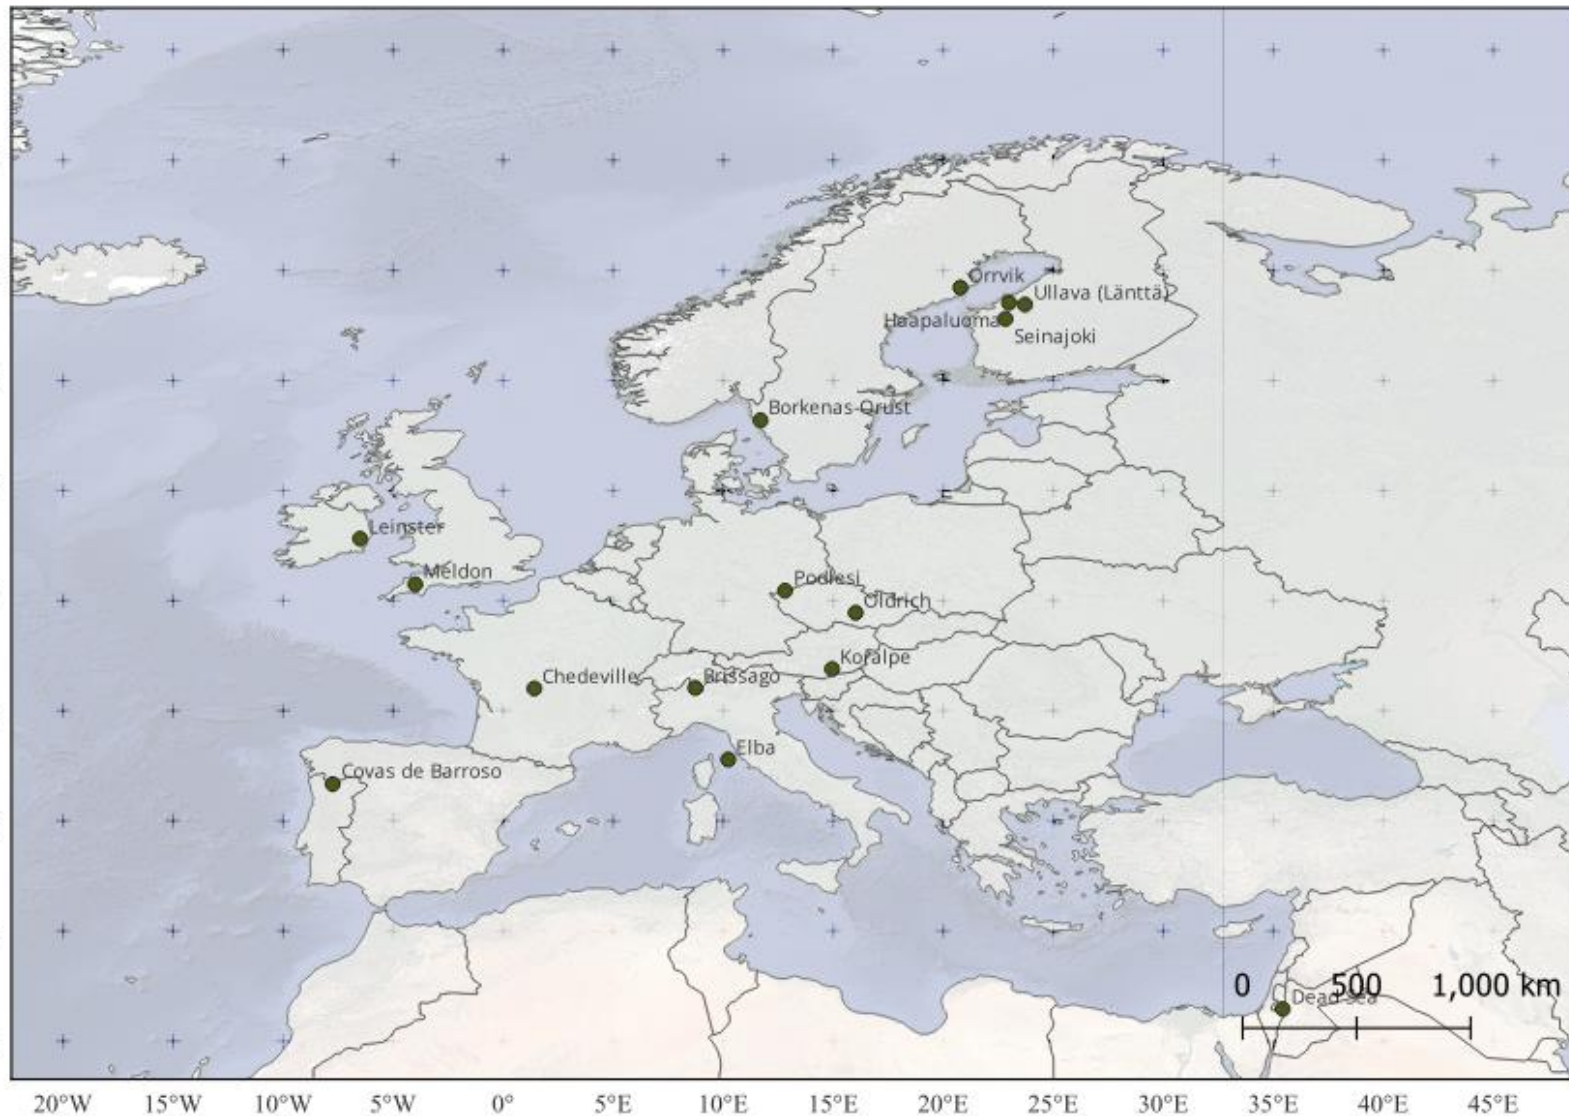 Orrvik
Ullava (Länttä)
Haapaluoma
Seinajoki
Borkenas-Orust
Leinster
Meldon
Podlesi
Oldrich
Koralpe
Chedeville
Brissago
Elba
Covas de Barroso
0 500 1,000 km
Dead sea
20°W 15°W 10°W 5°W 0° 5°E 10°E 15°E 20°E 25°E 30°E 35°E 40°E 45°E